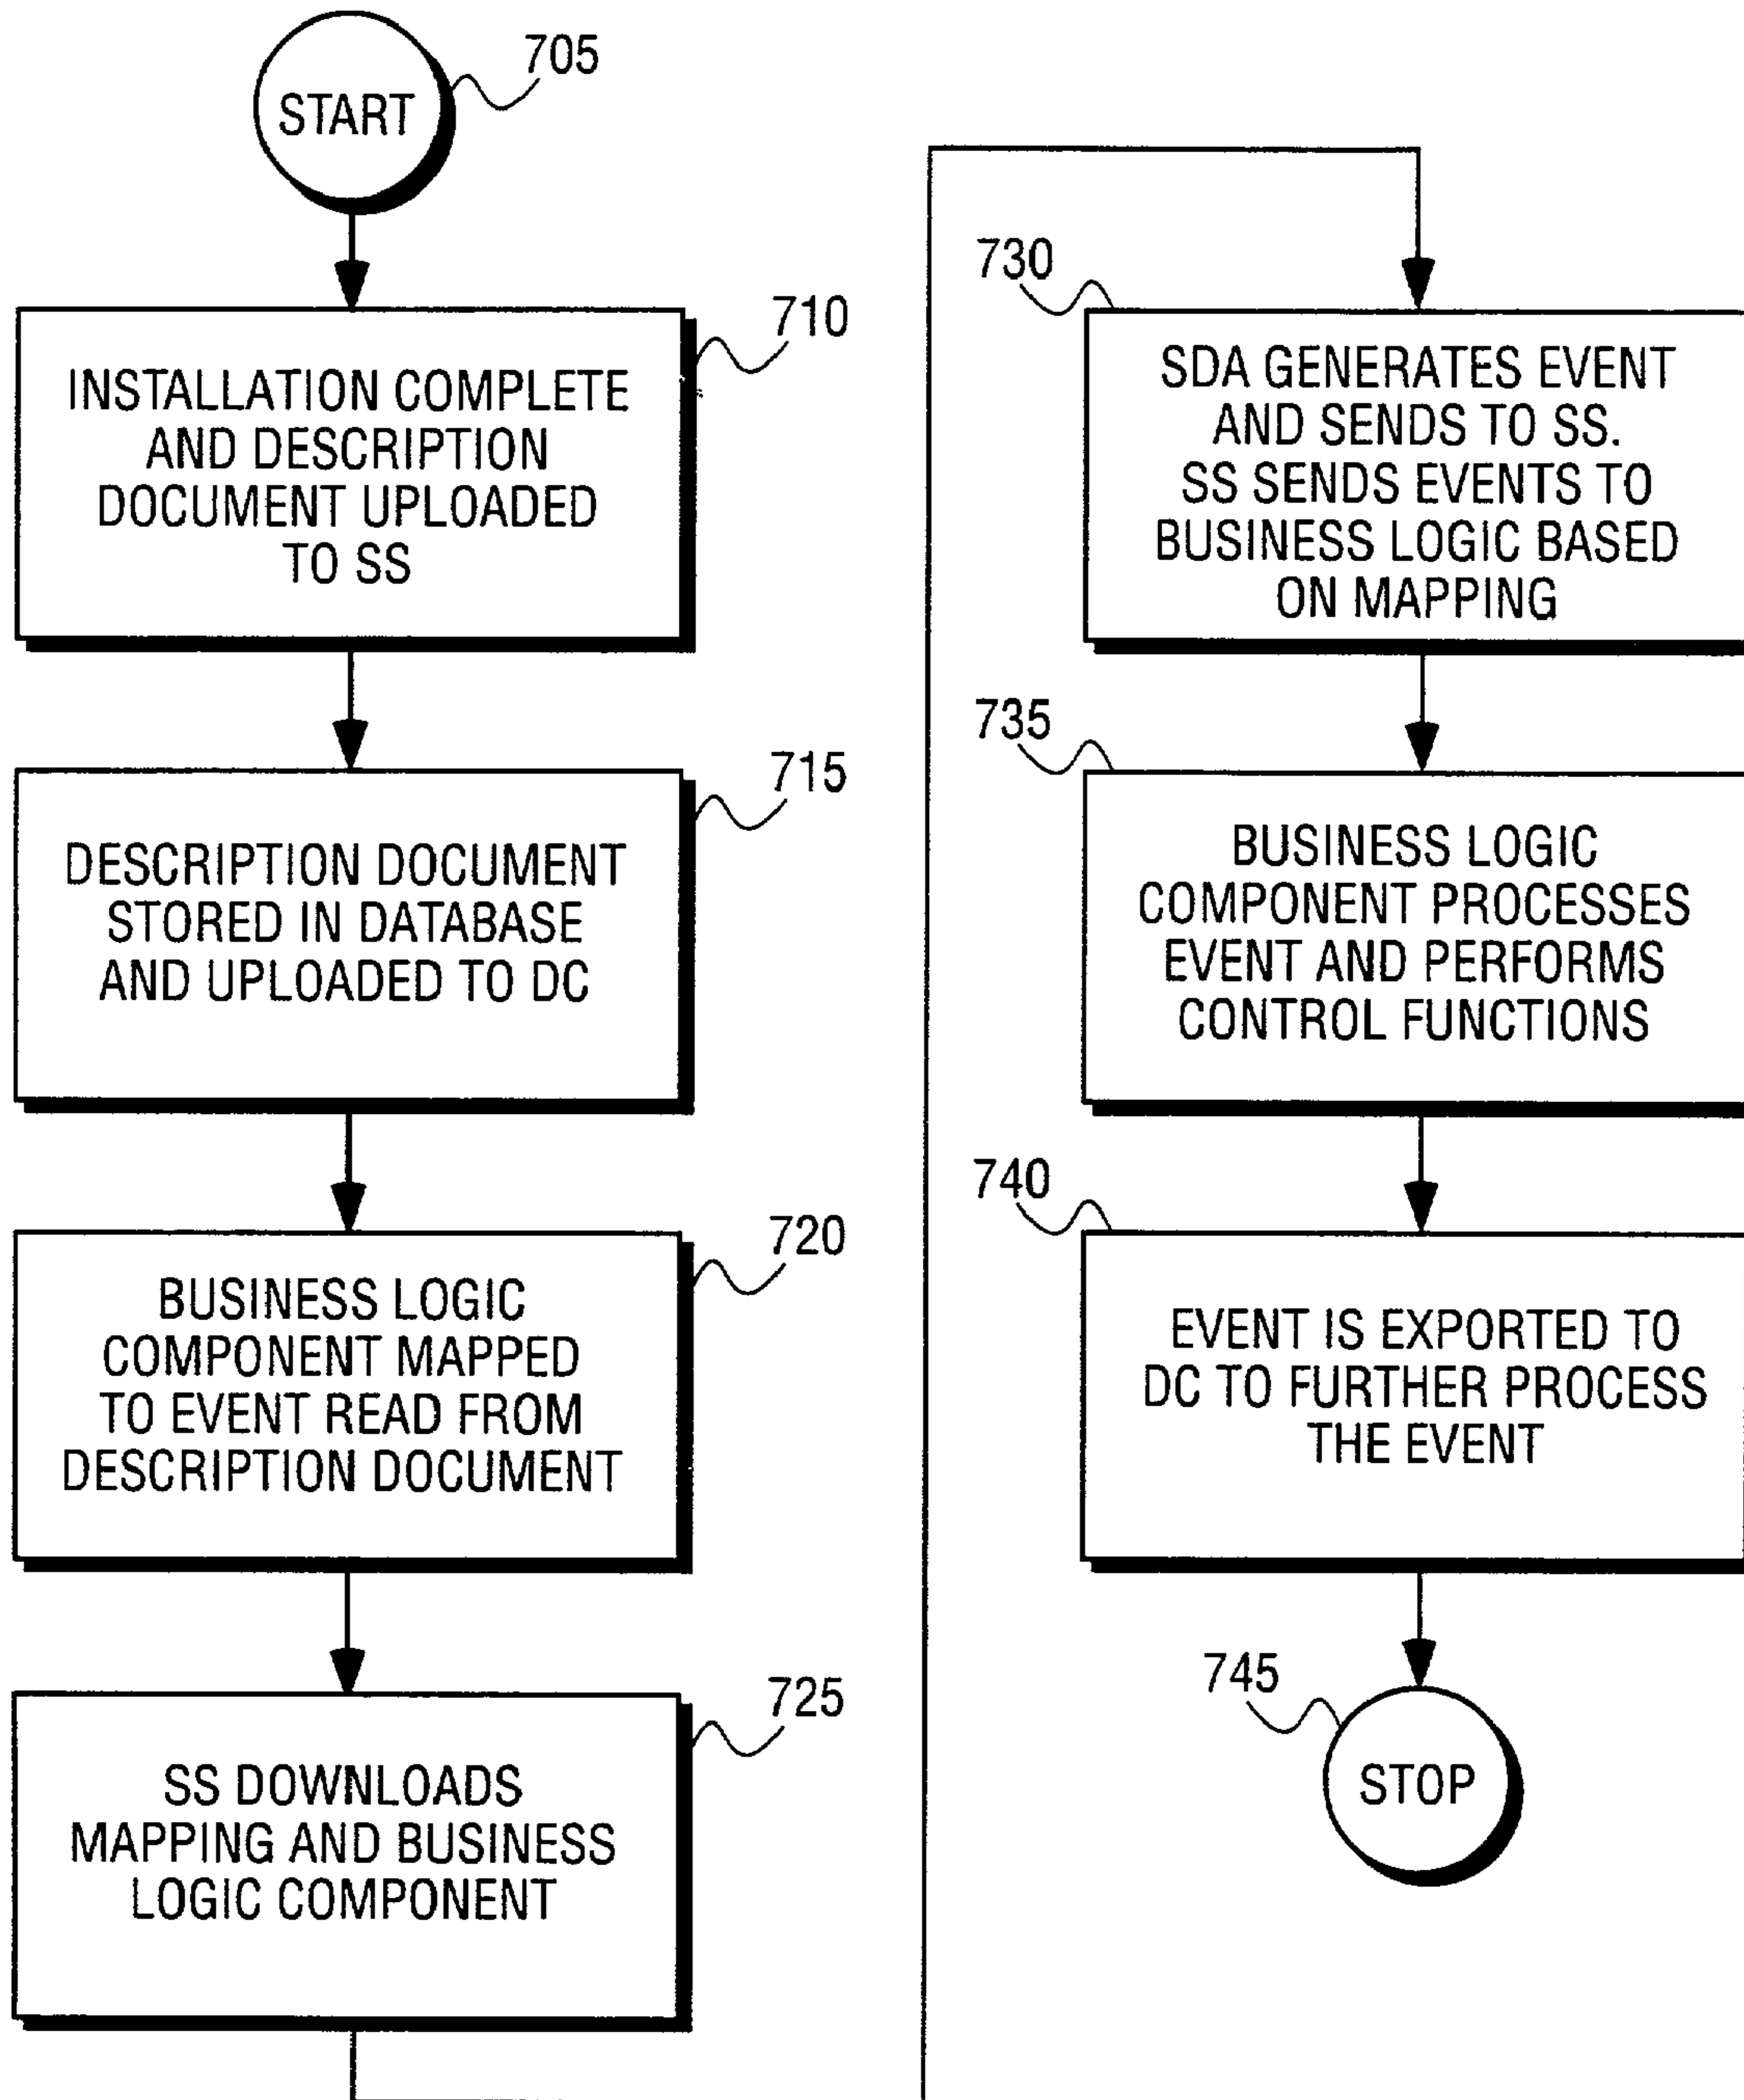 START
705
710
INSTALLATION COMPLETE
AND DESCRIPTION
DOCUMENT UPLOADED
TO SS
715
DESCRIPTION DOCUMENT
STORED IN DATABASE
AND UPLOADED TO DC
720
BUSINESS LOGIC
COMPONENT MAPPED
TO EVENT READ FROM
DESCRIPTION DOCUMENT
725
SS DOWNLOADS
MAPPING AND BUSINESS
LOGIC COMPONENT
730
SDA GENERATES EVENT
AND SENDS TO SS.
SS SENDS EVENTS TO
BUSINESS LOGIC BASED
ON MAPPING
735
BUSINESS LOGIC
COMPONENT PROCESSES
EVENT AND PERFORMS
CONTROL FUNCTIONS
740
EVENT IS EXPORTED TO
DC TO FURTHER PROCESS
THE EVENT
745
STOP